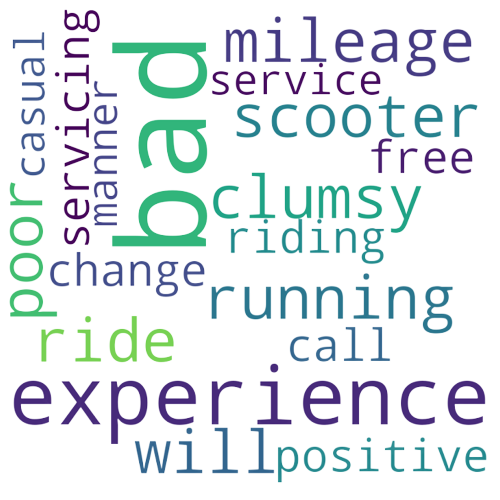 casual
servicing
manner
bad
mileage
service
scooter
free
poor
clumsy
riding
change
running
ride
call
experience
will
positive